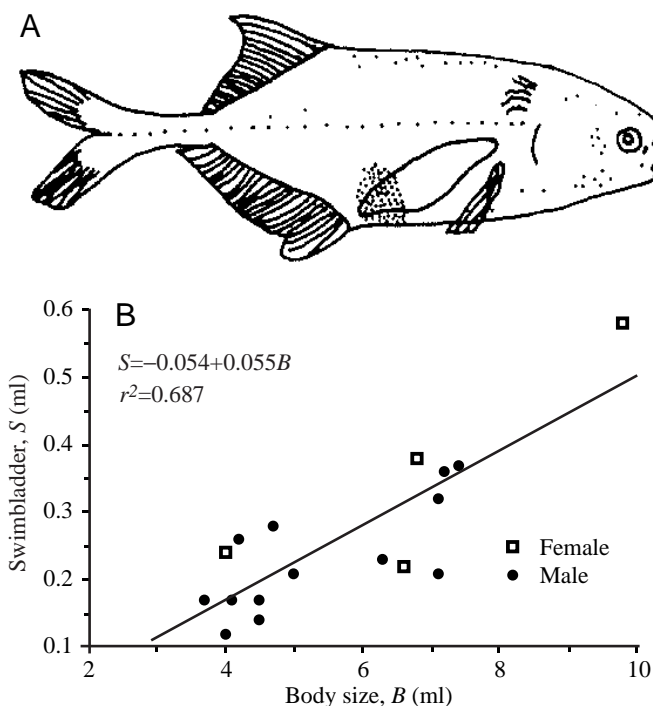 A
B
S=−0.054+0.055B
r²=0.687
Swimbladder, S (ml)
0.6
0.5
0.4
0.3
0.2
0.1
Female
Male
2
4
6
8
10
Body size, B (ml)